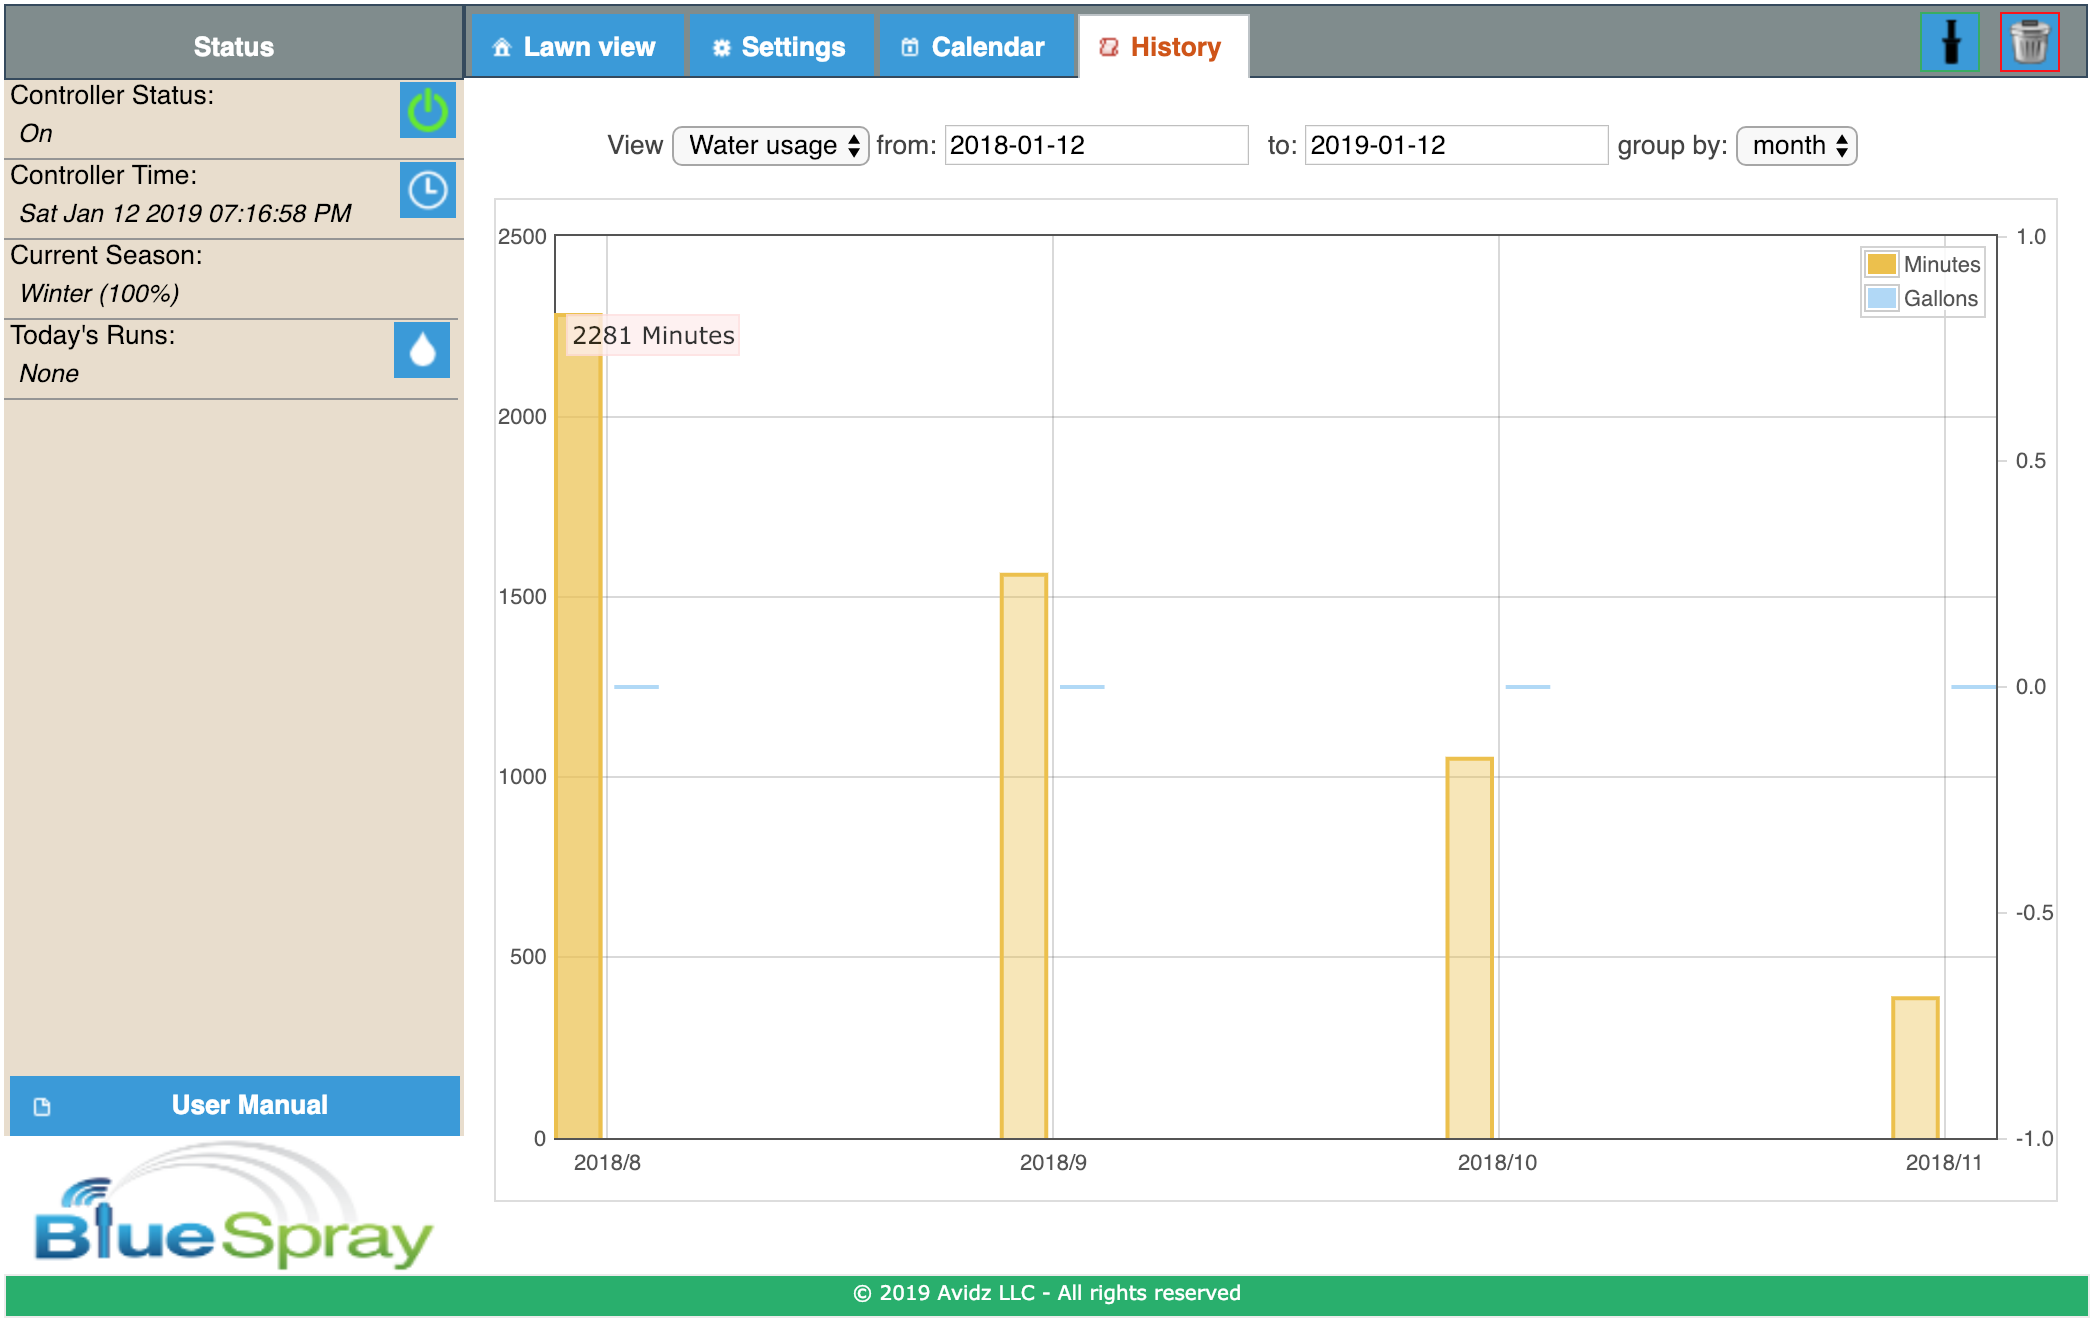 Status
Lawn view
Settings
Calendar
History
Controller Status:
On
Controller Time:
Sat Jan 12 2019 07:16:58 PM
Current Season:
Winter (100%)
Today's Runs:
None
User Manual
BlueSpray
View Water usage from: 2018-01-12 to: 2019-01-12 group by: month
2500
2000
1500
1000
500
0
2281 Minutes
Minutes
Gallons
1.0
0.5
0.0
-0.5
-1.0
2018/8 2018/9 2018/10 2018/11
© 2019 Avidz LLC - All rights reserved